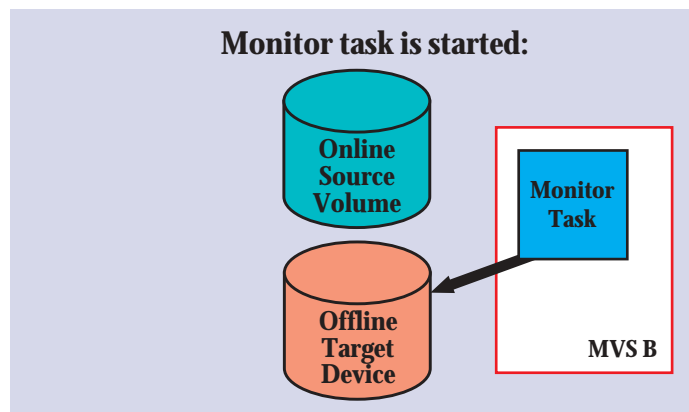 Monitor task is started:
Online
Source
Volume
Monitor
Task
Offline
Target
Device
MVS B